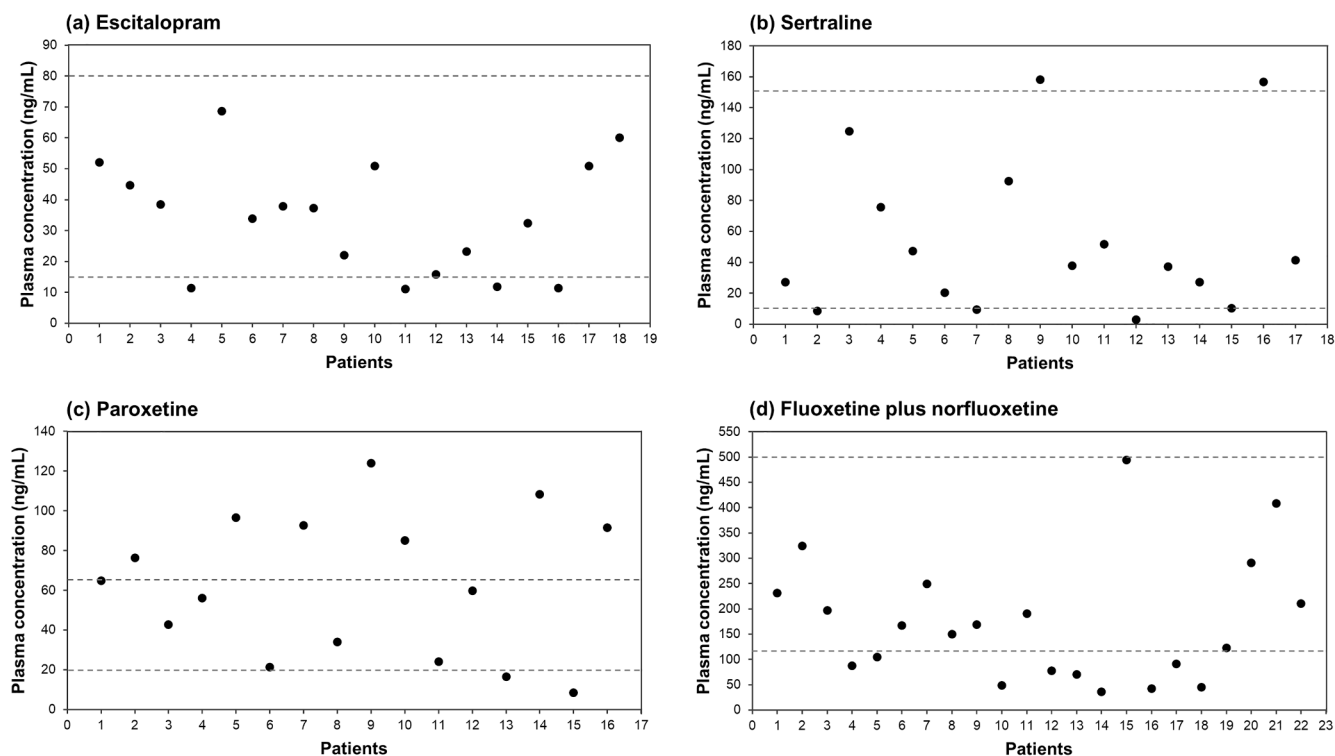 (a) Escitalopram
Plasma concentration (ng/mL)
90
80
70
60
50
40
30
20
10
0
0 1 2 3 4 5 6 7 8 9 10 11 12 13 14 15 16 17 18 19
Patients
(b) Sertraline
Plasma concentration (ng/mL)
180
160
140
120
100
80
60
40
20
0
0 1 2 3 4 5 6 7 8 9 10 11 12 13 14 15 16 17 18
Patients
(c) Paroxetine
Plasma concentration (ng/mL)
140
120
100
80
60
40
20
0
0 1 2 3 4 5 6 7 8 9 10 11 12 13 14 15 16 17
Patients
(d) Fluoxetine plus norfluoxetine
Plasma concentration (ng/mL)
550
500
450
400
350
300
250
200
150
100
50
0
0 1 2 3 4 5 6 7 8 9 10 11 12 13 14 15 16 17 18 19 20 21 22 23
Patients